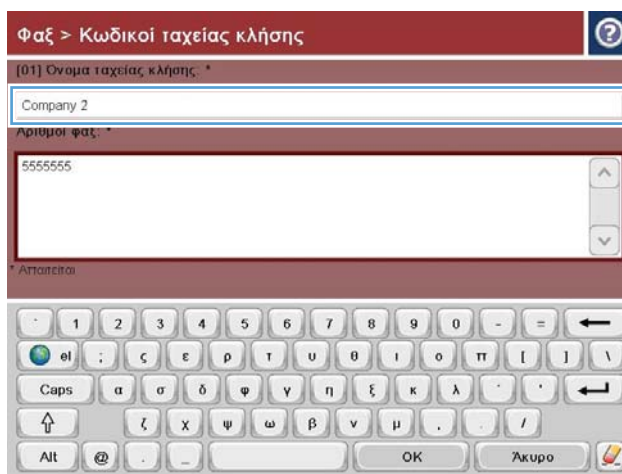 Φαξ > Κωδικοί ταχείας κλήσης
[01] Όνομα ταχείας κλήσης: *
Company 2
Αριθμοί φαξ: *
5555555
* Απαιτείται
1 2 3 4 5 6 7 8 9 0 - =
el ; ς ε ρ τ υ θ ι ο π [ ] \
Caps α σ δ φ γ η ξ κ λ
ζ χ ψ ω β ν μ , . /
Alt @ . _ OK Άκυρο